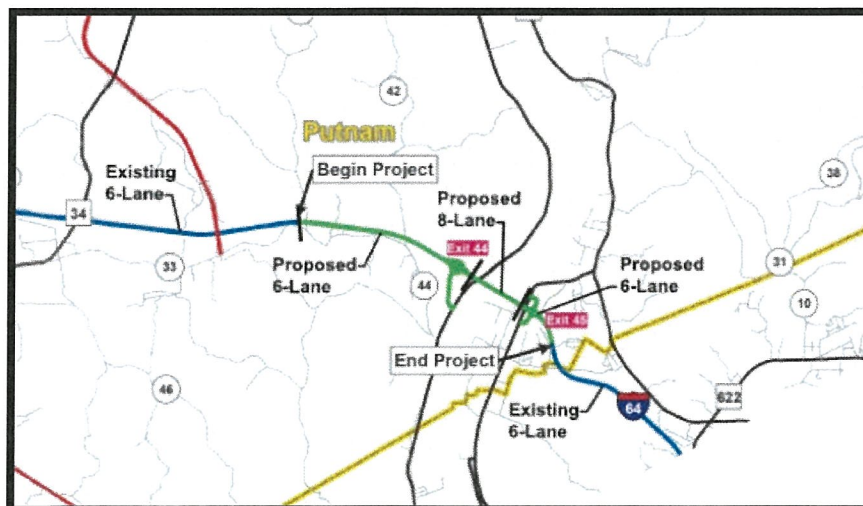 42
Putnam
Existing
6-Lane
Begin Project
38
34
Proposed
8-Lane
Exit 44
33
Proposed
6-Lane
44
Proposed
6-Lane
31
10
Exit 45
End Project
46
Existing
6-Lane
64
622